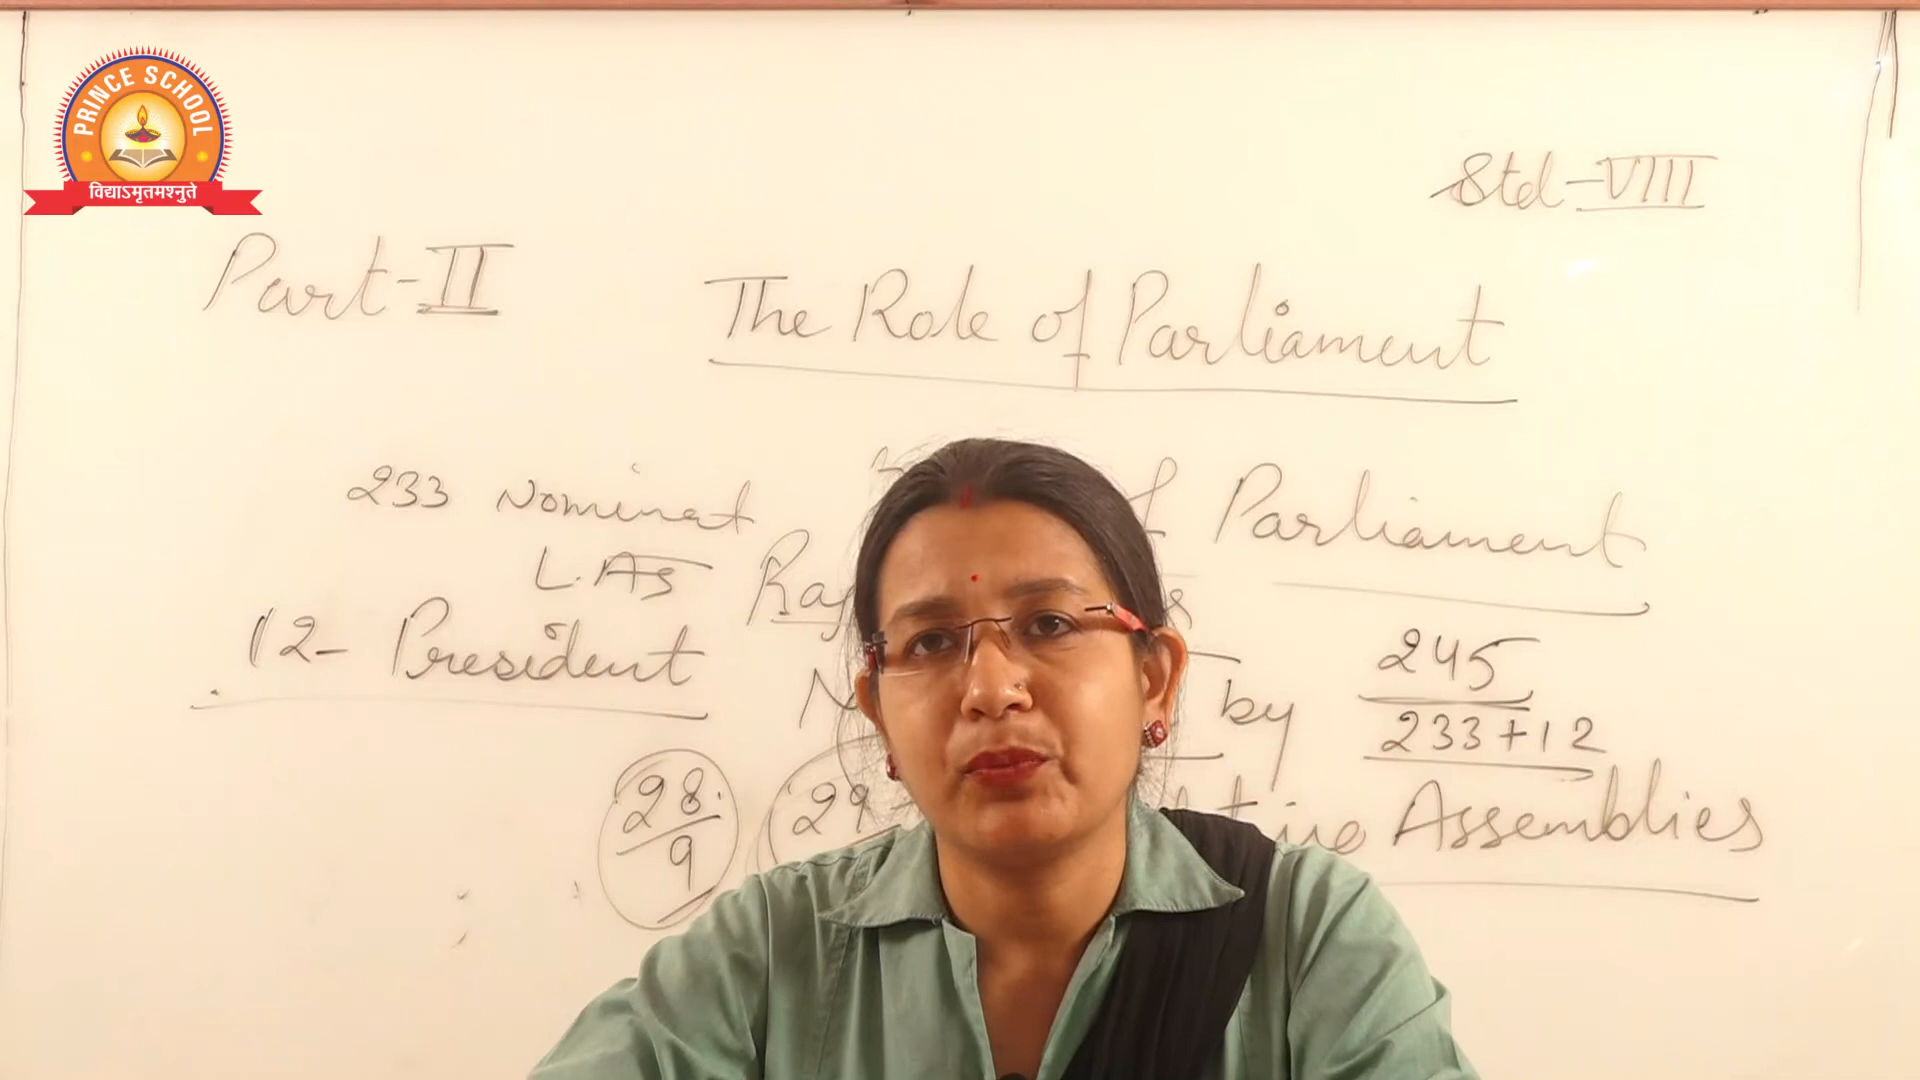 PRINCE SCHOOL
विद्याऽमृतमश्नुते
Std-VIII
Part-II
The Role of Parliament
233 Nominat
L.As
12- President
Parliament
by
245
233+12
28
9
29
Assemblies